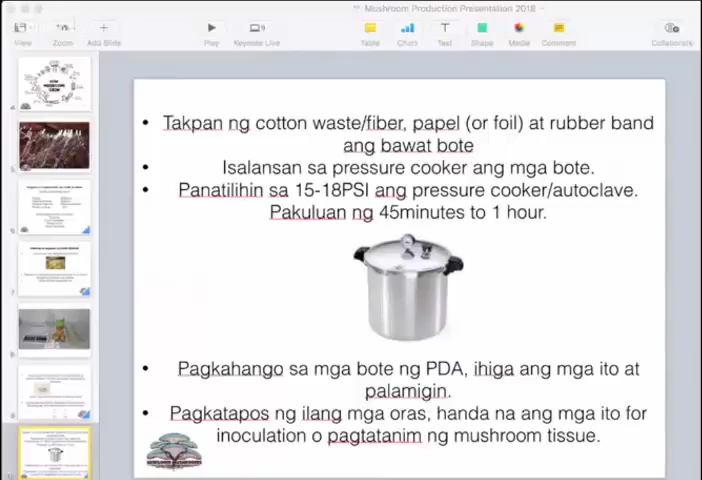 Mushroom Production Presentation 2018
View
Zoom
Add Slide
Play
Keynote Live
Table
Chart
Text
Shape
Media
Comment
Collaborate
• Takpan ng cotton waste/fiber, papel (or foil) at rubber band
ang bawat bote
• Isalansan sa pressure cooker ang mga bote.
• Panatilihin sa 15-18PSI ang pressure cooker/autoclave.
Pakuluan ng 45minutes to 1 hour.
• Pagkahango sa mga bote ng PDA, ihiga ang mga ito at
palamigin.
• Pagkatapos ng ilang mga oras, handa na ang mga ito for
inoculation o pagtatanim ng mushroom tissue.